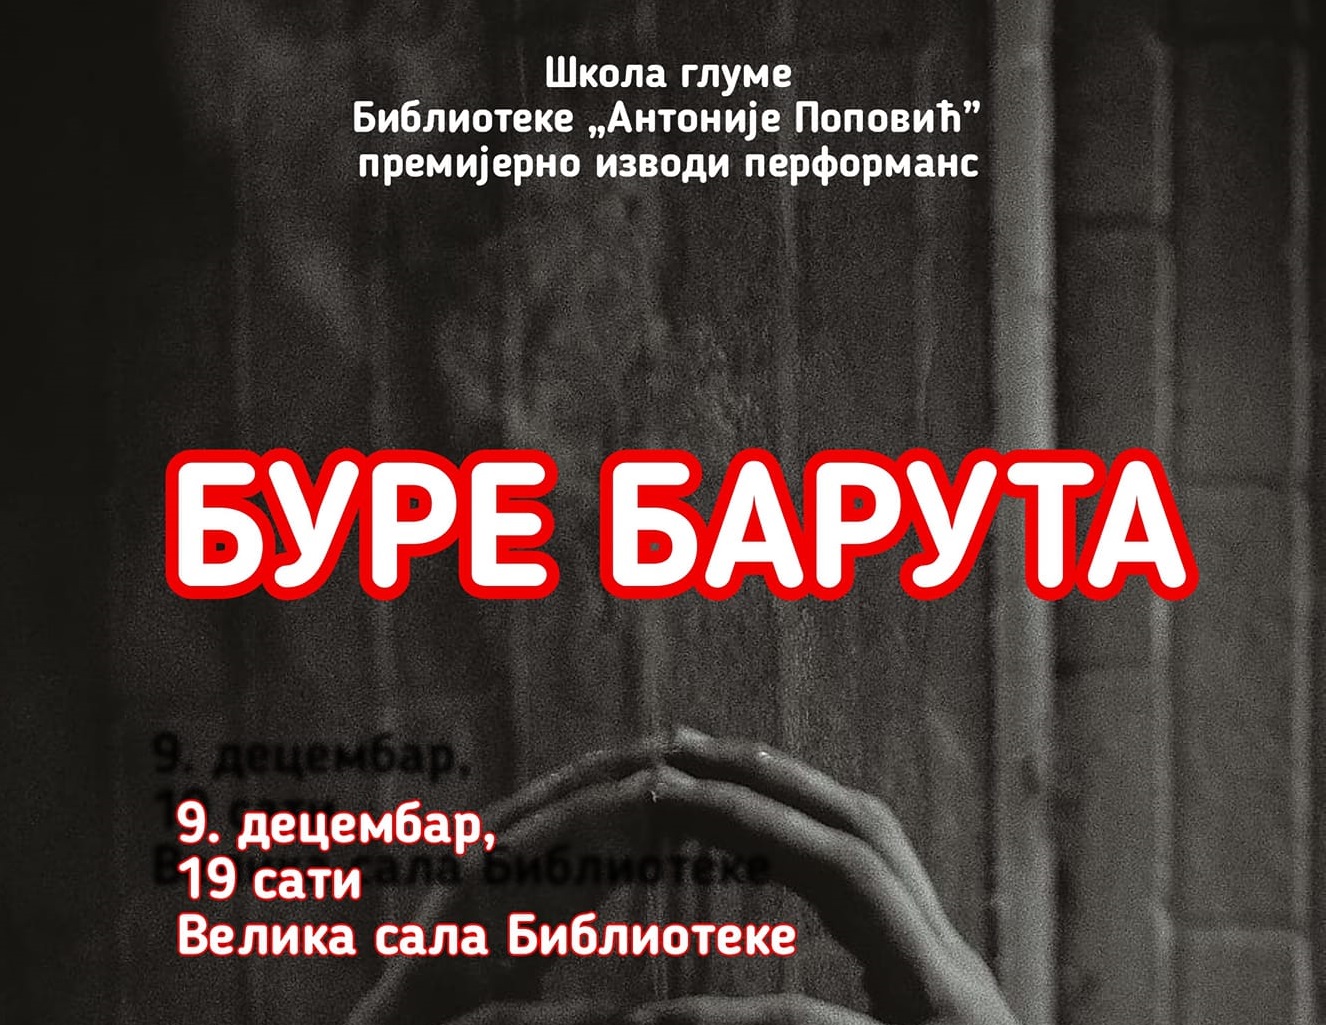 Школа глуме
Библиотеке „Антоније Поповић”
премијерно изводи перформанс
БУРЕ БАРУТА
9. децембар,
19 сати
Велика сала Библиотеке